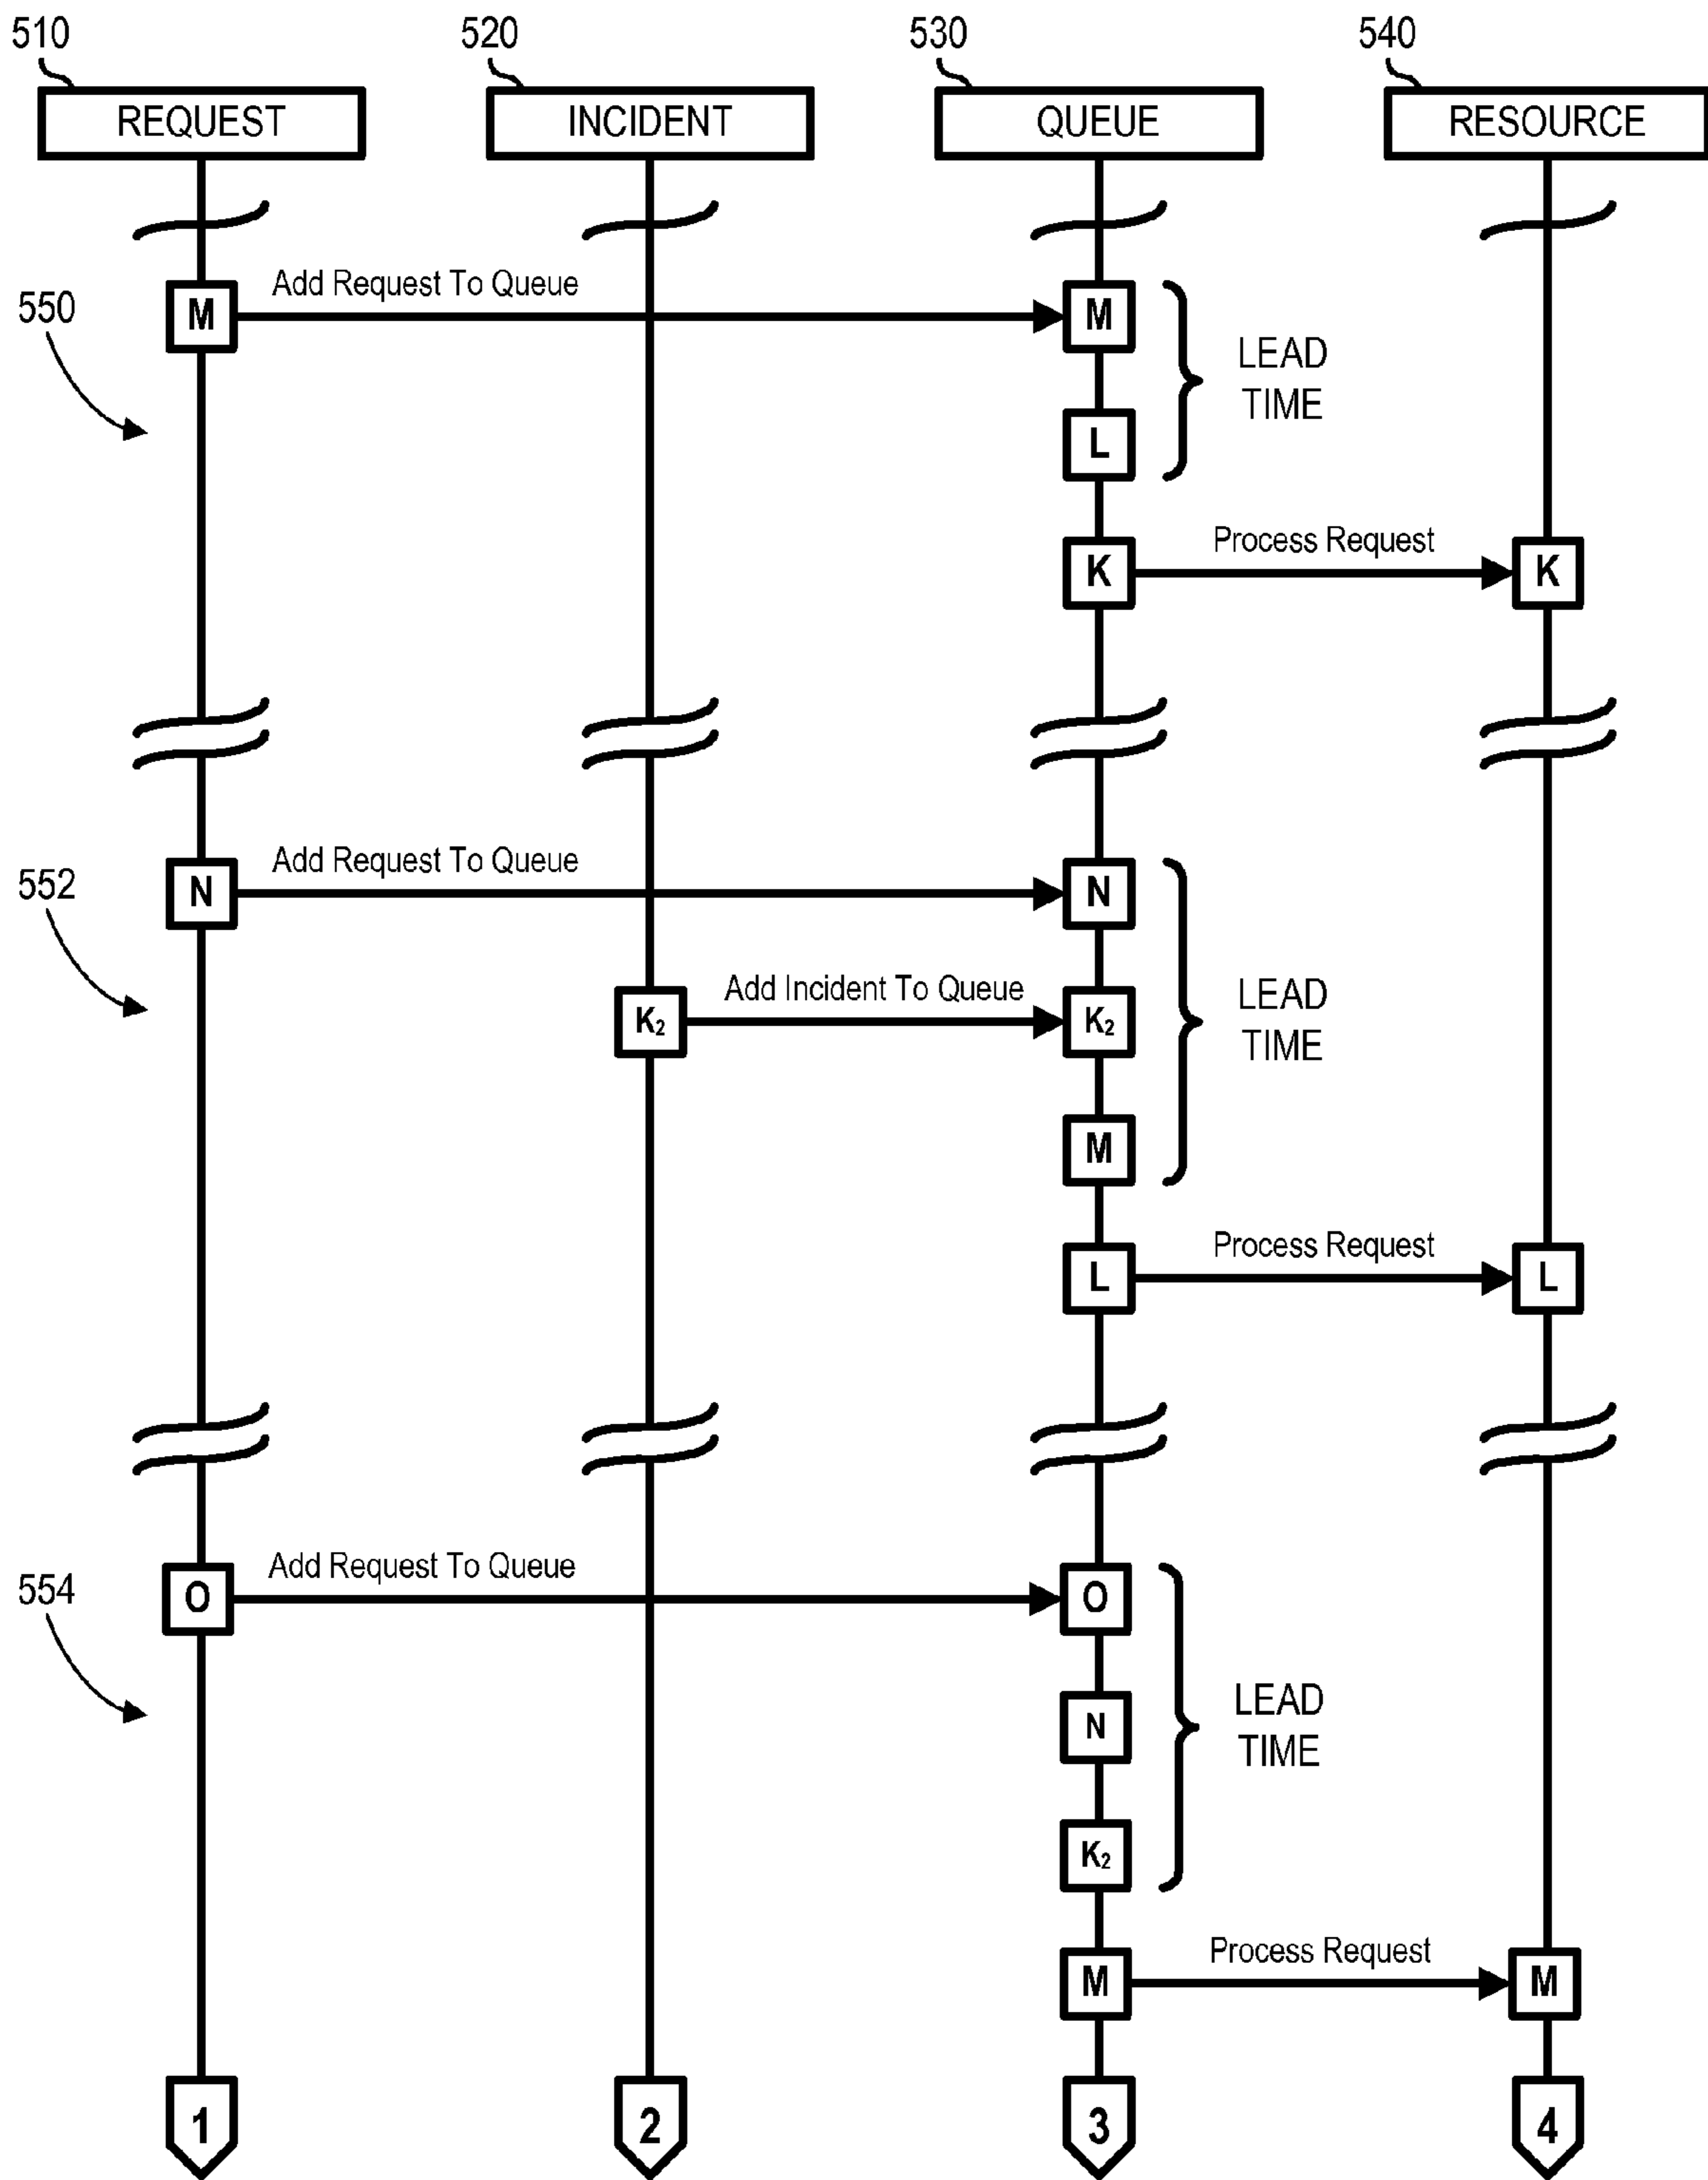 510
520
530
540
REQUEST
INCIDENT
QUEUE
RESOURCE
550
M
Add Request To Queue
M
LEAD
TIME
L
K
Process Request
K
552
N
Add Request To Queue
N
K₂
Add Incident To Queue
K₂
LEAD
TIME
M
L
Process Request
L
554
O
Add Request To Queue
O
N
LEAD
TIME
K₂
M
Process Request
M
1
2
3
4